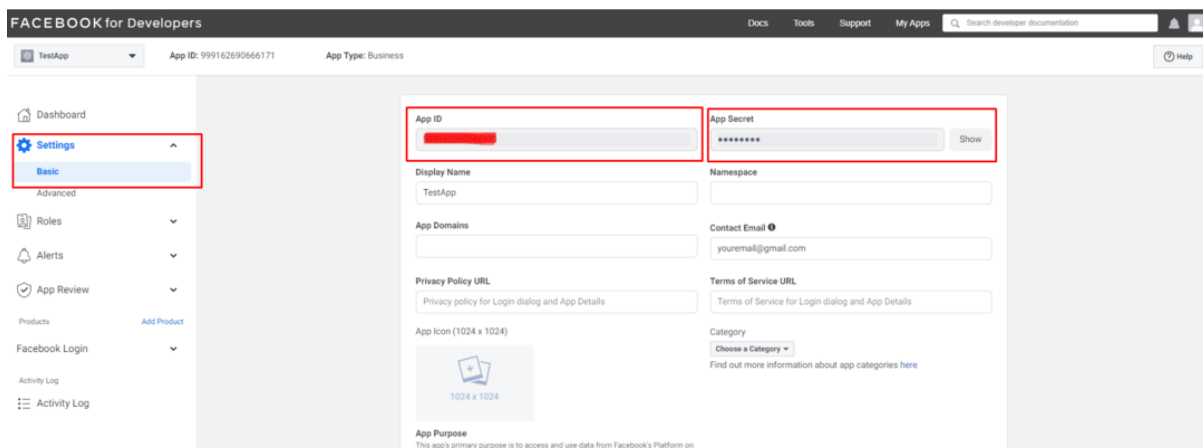 FACEBOOK for Developers
Docs
Tools
Support
My Apps
Search developer documentation
TestApp
App ID: 999162690666171
App Type: Business
Help
Dashboard
Settings
Basic
Advanced
Roles
Alerts
App Review
Products
Add Product
Facebook Login
Activity Log
Activity Log
App ID
App Secret
••••••••
Show
Display Name
Namespace
TestApp
App Domains
Contact Email
youremail@gmail.com
Privacy Policy URL
Terms of Service URL
Privacy policy for Login dialog and App Details
Terms of Service for Login dialog and App Details
App Icon (1024 x 1024)
Category
Choose a Category
Find out more information about app categories here
1024 x 1024
App Purpose
This app's primary purpose is to access and use data from Facebook's Platform on